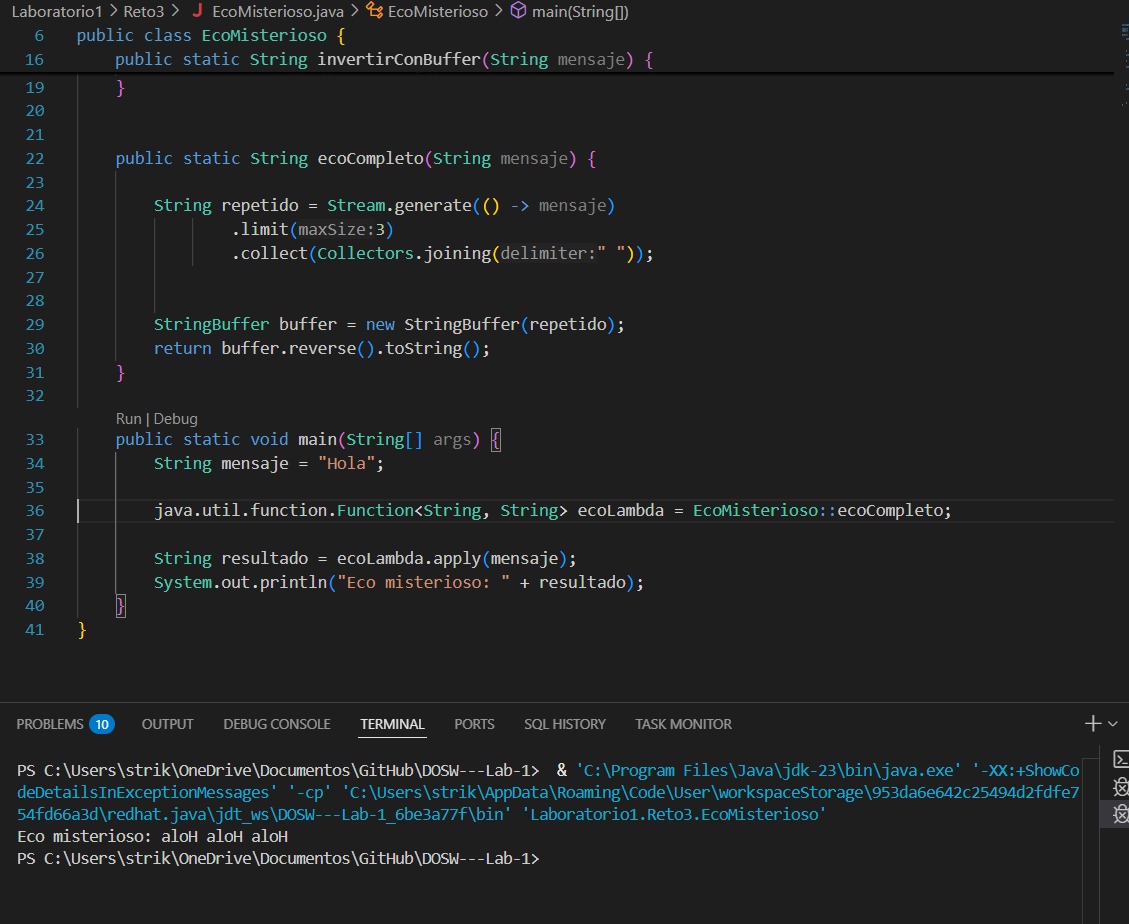 Laboratorio1 > Reto3 > J EcoMisterioso.java > EcoMisterioso > main(String[])
6 public class EcoMisterioso {
16 public static String invertirConBuffer(String mensaje) {
19 }
20
21
22 public static String ecoCompleto(String mensaje) {
23
24 String repetido = Stream.generate(() -> mensaje)
25 .limit(maxSize:3)
26 .collect(Collectors.joining(delimiter:" "));
27
28
29 StringBuffer buffer = new StringBuffer(repetido);
30 return buffer.reverse().toString();
31 }
32
Run | Debug
33 public static void main(String[] args) {
34 String mensaje = "Hola";
35
36 java.util.function.Function<String, String> ecoLambda = EcoMisterioso::ecoCompleto;
37
38 String resultado = ecoLambda.apply(mensaje);
39 System.out.println("Eco misterioso: " + resultado);
40 }
41 }
PROBLEMS 10 OUTPUT DEBUG CONSOLE TERMINAL PORTS SQL HISTORY TASK MONITOR
PS C:\Users\strik\OneDrive\Documentos\GitHub\DOSW---Lab-1> & 'C:\Program Files\Java\jdk-23\bin\java.exe' '-XX:+ShowCo
deDetailsInExceptionMessages' '-cp' 'C:\Users\strik\AppData\Roaming\Code\User\workspaceStorage\953da6e642c25494d2fdfe7
54fd66a3d\redhat.java\jdt_ws\DOSW---Lab-1_6be3a77f\bin' 'Laboratorio1.Reto3.EcoMisterioso'
Eco misterioso: aloH aloH aloH
PS C:\Users\strik\OneDrive\Documentos\GitHub\DOSW---Lab-1>